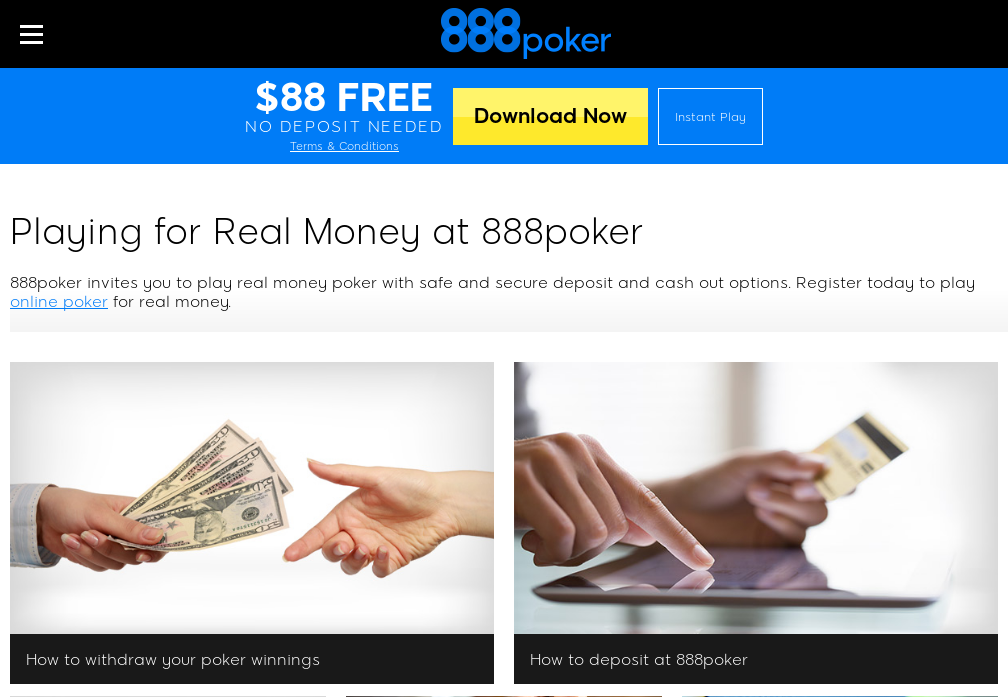 888poker
$88 FREE
NO DEPOSIT NEEDED
Terms & Conditions
Download Now
Instant Play
Playing for Real Money at 888poker
888poker invites you to play real money poker with safe and secure deposit and cash out options. Register today to play
online poker for real money.
How to withdraw your poker winnings
How to deposit at 888poker